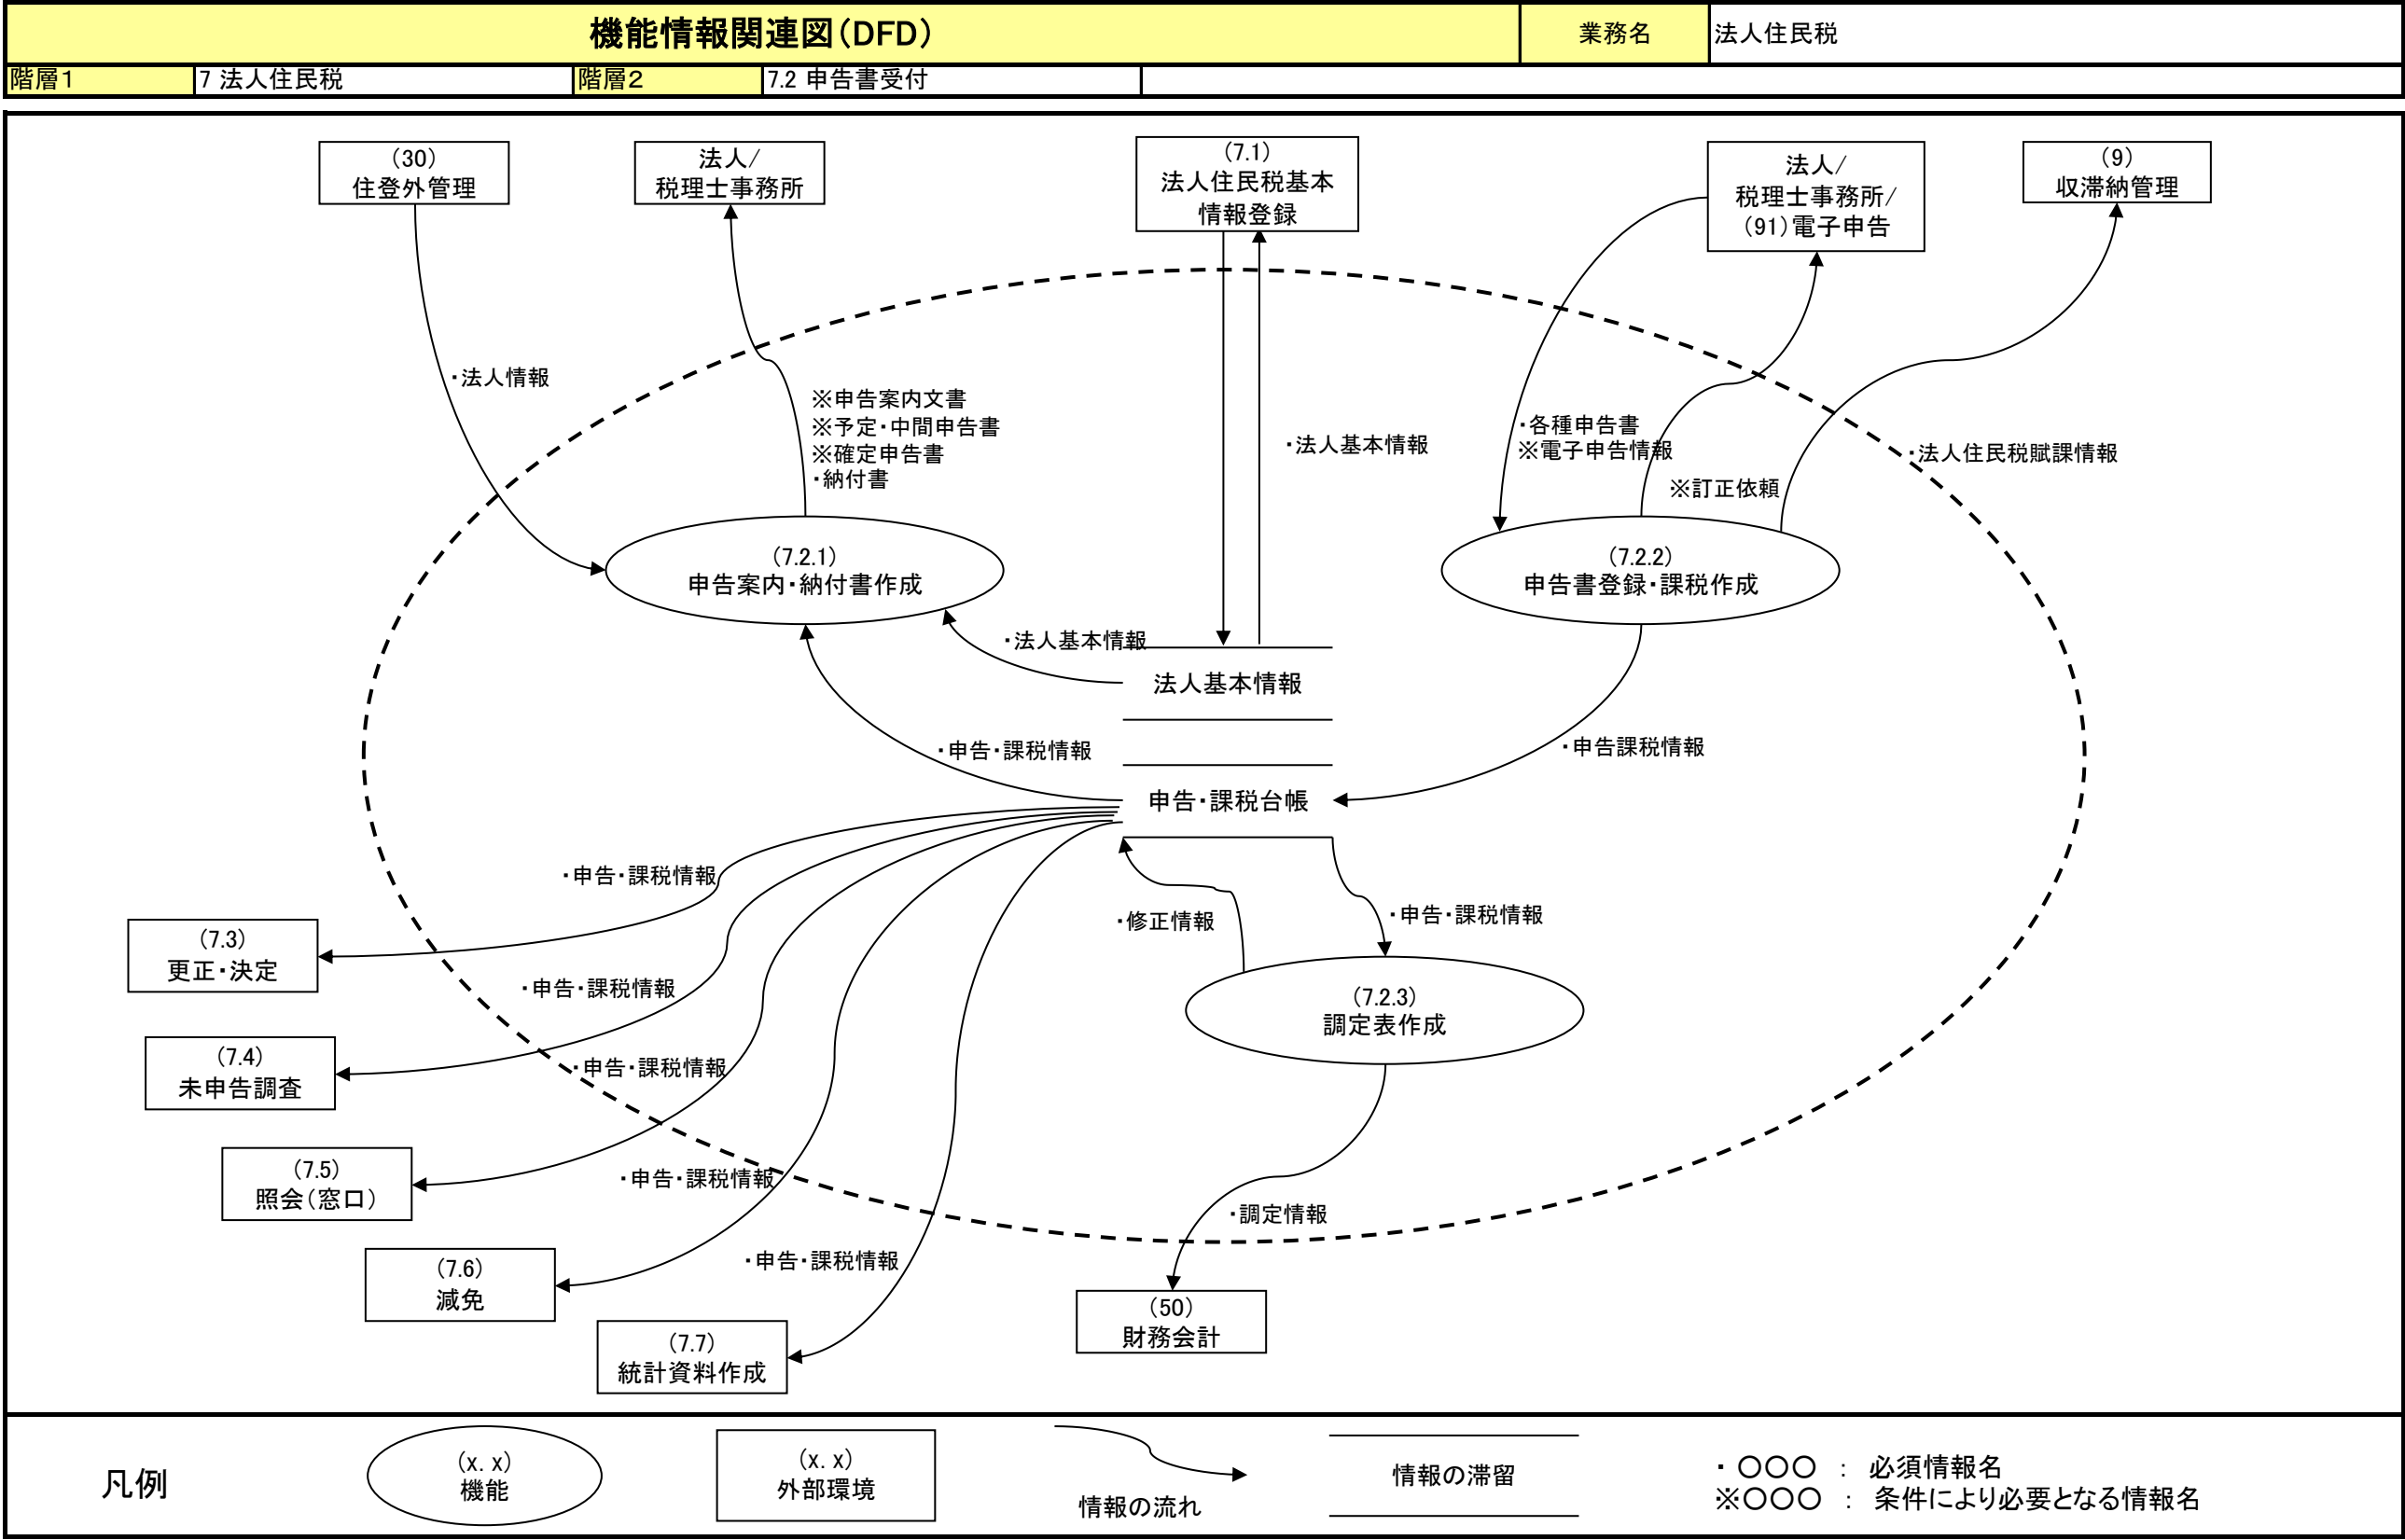 機能情報関連図（DFD）
業務名
法人住民税
階層１
7 法人住民税
階層２
7.2 申告書受付
（30）
住登外管理
法人/
税理士事務所
（7.1）
法人住民税基本
情報登録
法人/
税理士事務所/
（91）電子申告
（9）
収滞納管理
・法人情報
※申告案内文書
※予定・中間申告書
※確定申告書
・納付書
・法人基本情報
・各種申告書
※電子申告情報
※訂正依頼
・法人住民税賦課情報
（7.2.1）
申告案内・納付書作成
（7.2.2）
申告書登録・課税作成
・法人基本情報
法人基本情報
・申告・課税情報
・申告課税情報
申告・課税台帳
・申告・課税情報
・修正情報
・申告・課税情報
（7.3）
更正・決定
・申告・課税情報
（7.2.3）
調定表作成
（7.4）
未申告調査
・申告・課税情報
（7.5）
照会（窓口）
・申告・課税情報
・調定情報
（7.6）
減免
・申告・課税情報
（50）
財務会計
（7.7）
統計資料作成
凡例
（x. x）
機能
（x. x）
外部環境
情報の流れ
情報の滞留
・ ○○○ ： 必須情報名
※○○○ ： 条件により必要となる情報名